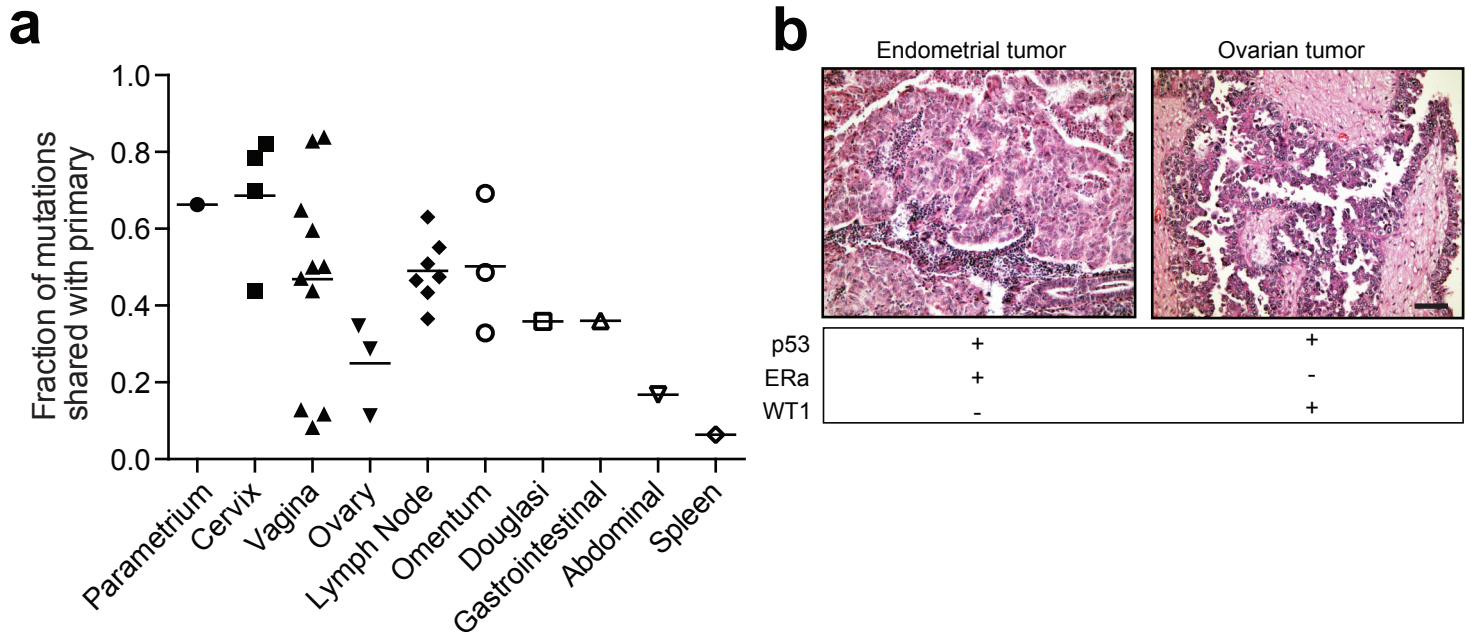 a
Fraction of mutations
shared with primary
1.0
0.8
0.6
0.4
0.2
0.0
Parametrium
Cervix
Vagina
Ovary
Lymph Node
Omentum
Douglasi
Gastrointestinal
Abdominal
Spleen
b
Endometrial tumor
Ovarian tumor
p53 + +
ERa + -
WT1 - +